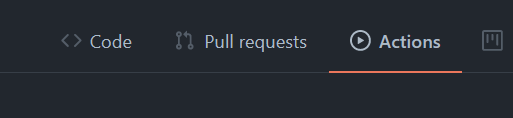 Code Pull requests Actions